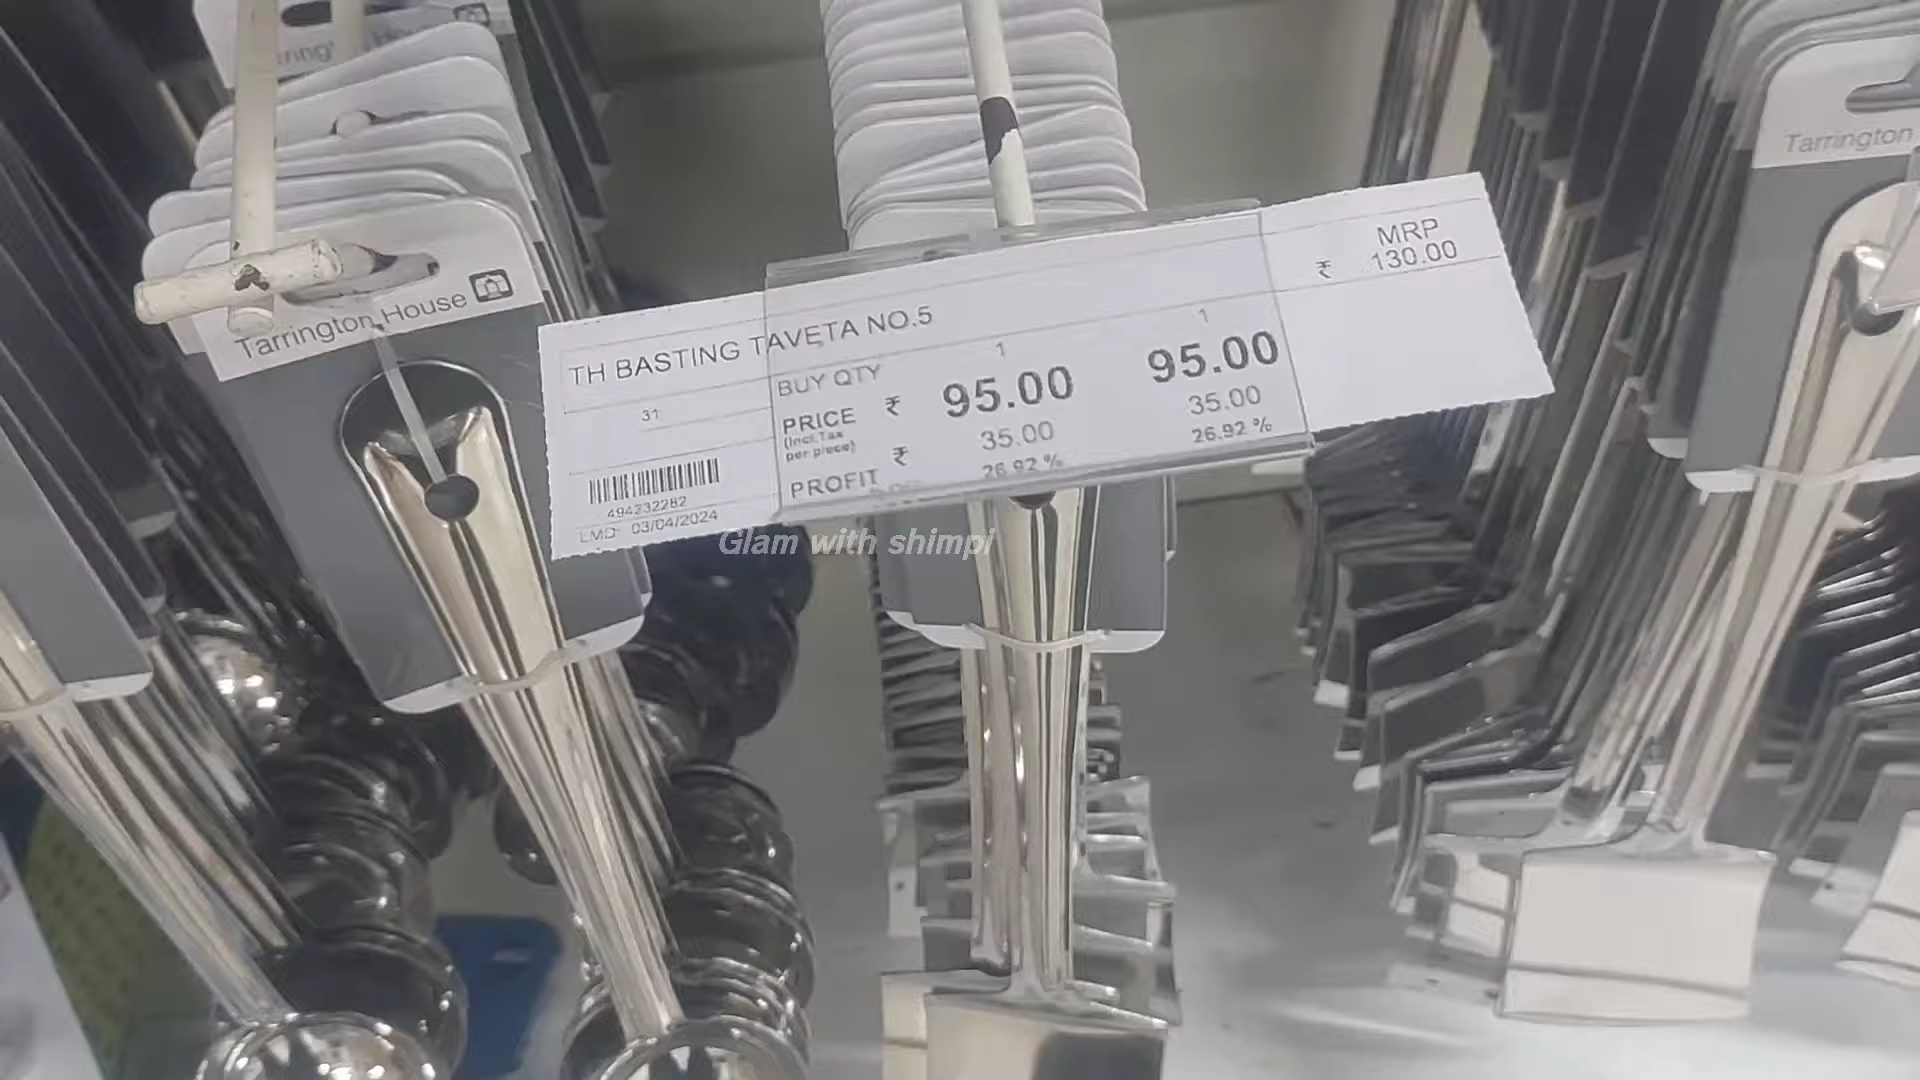 Tarrington House
Tarrington
TH BASTING TAVETA NO.5
MRP
₹ 130.00
31
BUY QTY 1 1
PRICE ₹ 95.00 95.00
(Incl.Tax
per piece)
₹ 35.00 35.00
PROFIT 26.92 % 26.92 %
494232282
LMD: 03/04/2024
Glam with shimpi